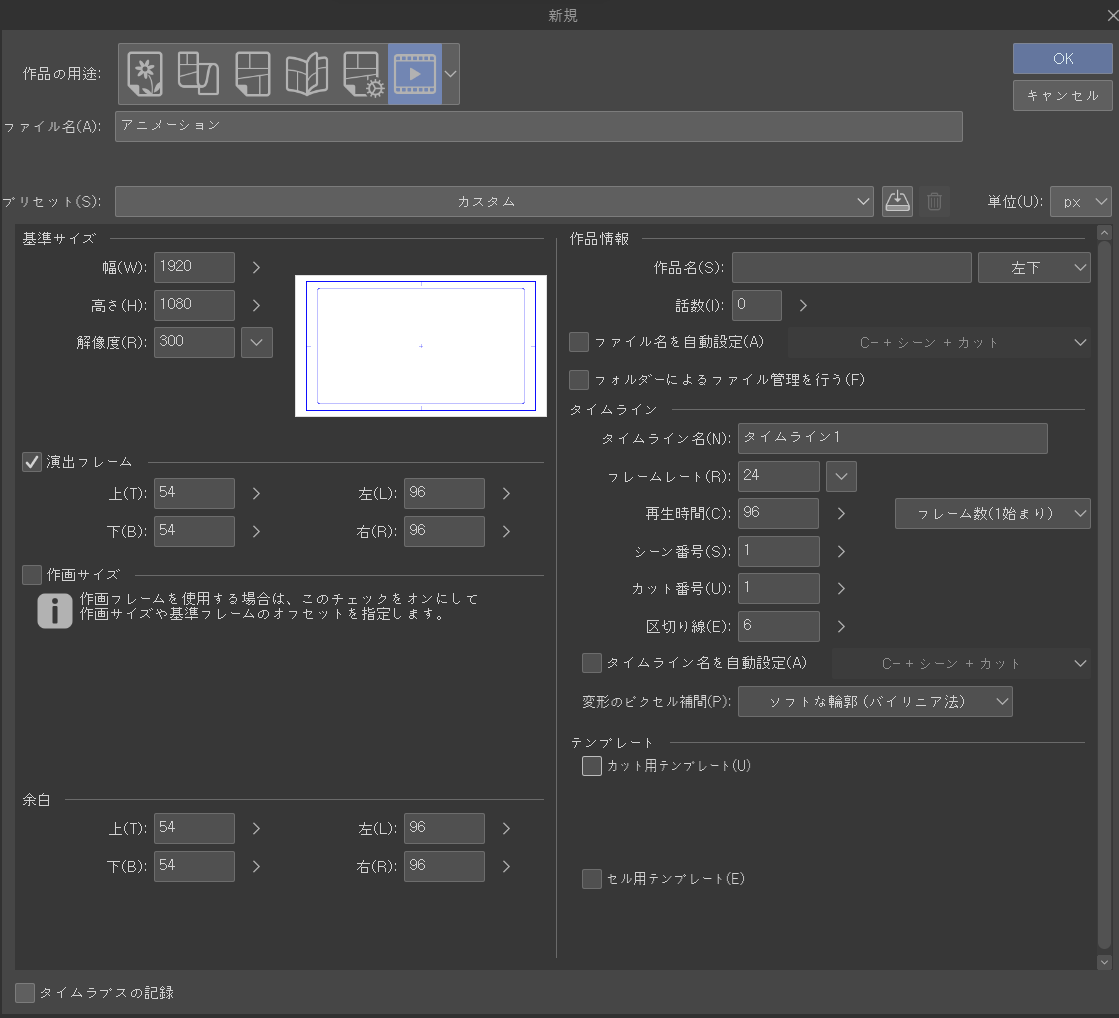 新規
作品の用途:
OK
キャンセル
ファイル名(A): アニメーション
プリセット(S): カスタム 単位(U): px
基準サイズ
幅(W): 1920
高さ(H): 1080
解像度(R): 300
演出フレーム
上(T): 54 左(L): 96
下(B): 54 右(R): 96
作画サイズ
作画フレームを使用する場合は、このチェックをオンにして
作画サイズや基準フレームのオフセットを指定します。
余白
上(T): 54 左(L): 96
下(B): 54 右(R): 96
作品情報
作品名(S): 左下
話数(I): 0
ファイル名を自動設定(A) C− + シーン + カット
フォルダーによるファイル管理を行う(F)
タイムライン
タイムライン名(N): タイムライン1
フレームレート(R): 24
再生時間(C): 96 フレーム数(1始まり)
シーン番号(S): 1
カット番号(U): 1
区切り線(E): 6
タイムライン名を自動設定(A) C− + シーン + カット
変形のピクセル補間(P): ソフトな輪郭 (バイリニア法)
テンプレート
カット用テンプレート(U)
セル用テンプレート(E)
タイムラプスの記録